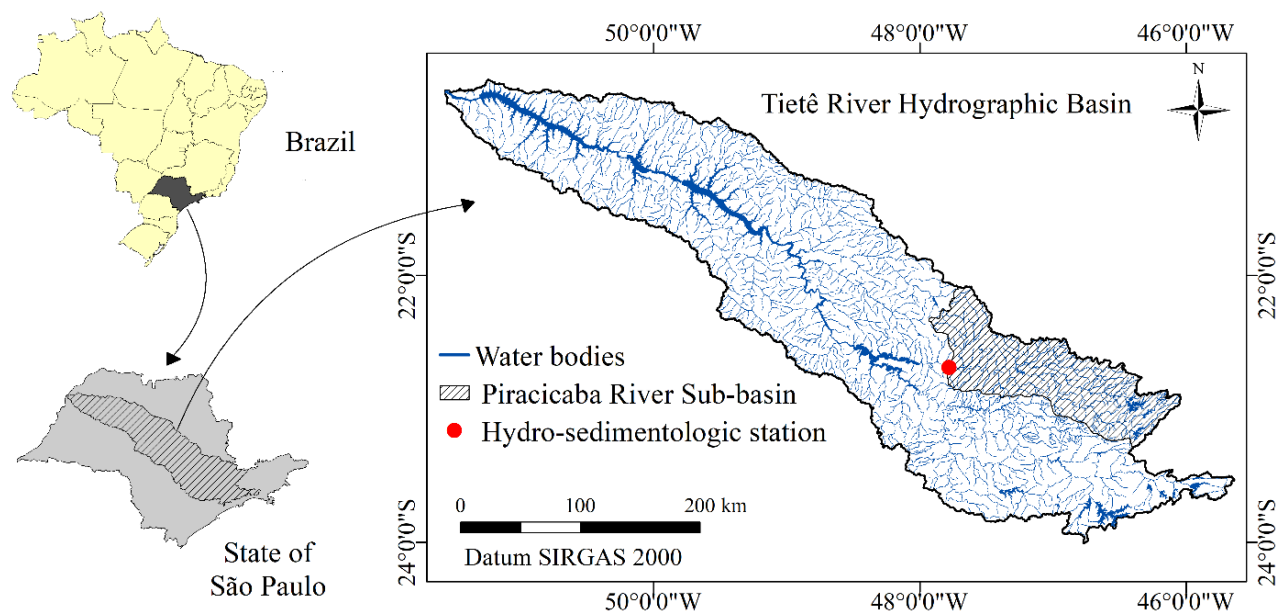 50°0'0"W 48°0'0"W 46°0'0"W
N
Tietê River Hydrographic Basin
Brazil
22°0'0"S
22°0'0"S
Water bodies
Piracicaba River Sub-basin
Hydro-sedimentologic station
0 100 200 km
Datum SIRGAS 2000
State of
São Paulo
24°0'0"S
24°0'0"S
50°0'0"W 48°0'0"W 46°0'0"W